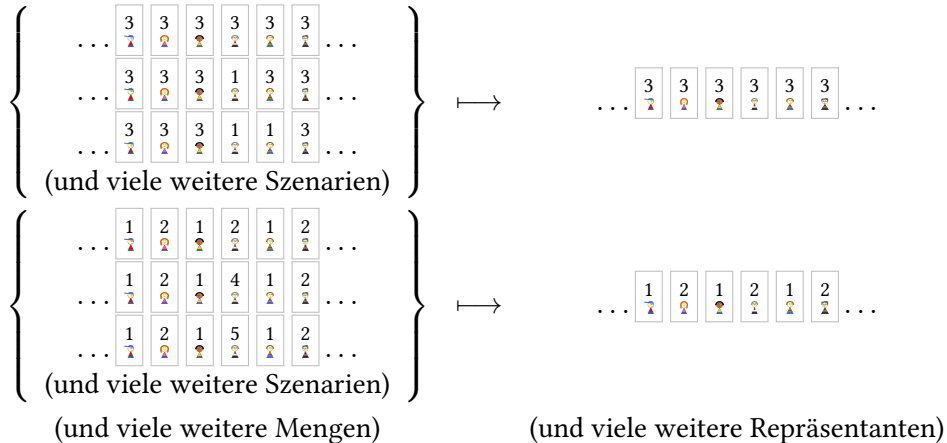 ... 3 3 3 3 3 3 ...
... 3 3 3 1 3 3 ...
... 3 3 3 1 1 3 ...
(und viele weitere Szenarien)
⟼
... 3 3 3 3 3 3 ...
... 1 2 1 2 1 2 ...
... 1 2 1 4 1 2 ...
... 1 2 1 5 1 2 ...
(und viele weitere Szenarien)
⟼
... 1 2 1 2 1 2 ...
(und viele weitere Mengen)
(und viele weitere Repräsentanten)